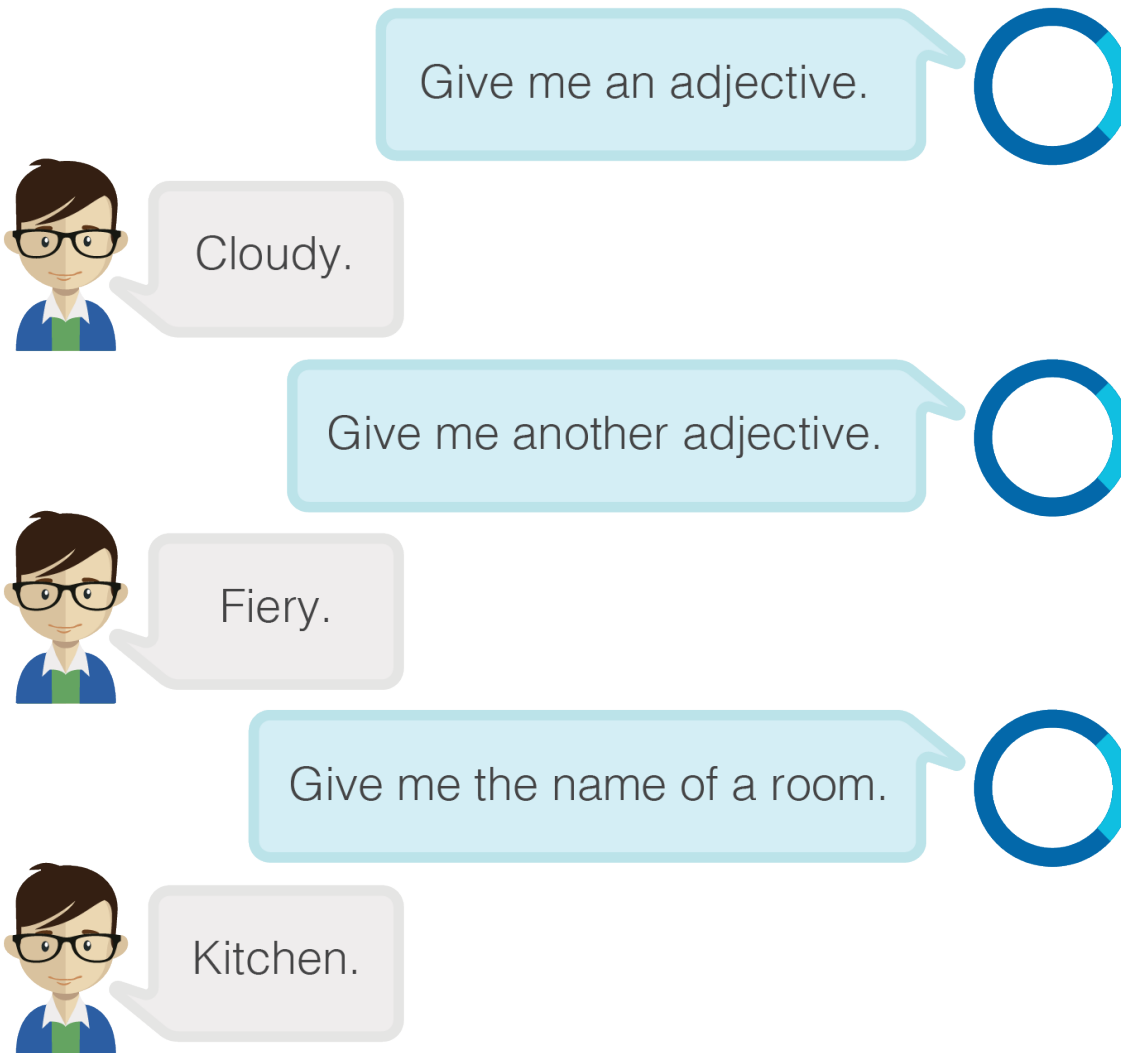 Give me an adjective.
Cloudy.
Give me another adjective.
Fiery.
Give me the name of a room.
Kitchen.